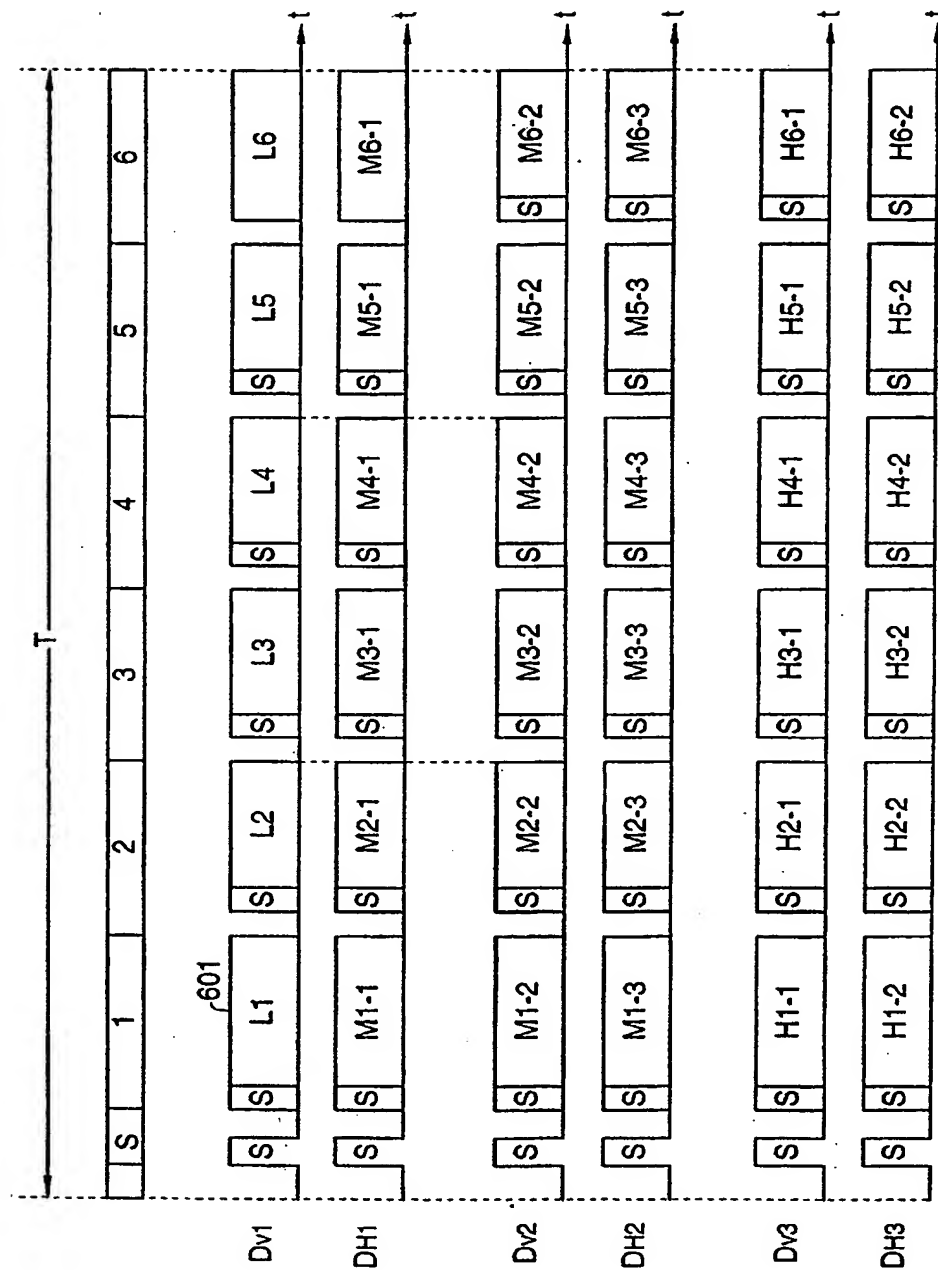 T
S 1 2 3 4 5 6
601
Dv1 S S L1 S L2 S L3 S L4 S L5 L6 t
DH1 S S M1-1 S M2-1 S M3-1 S M4-1 S M5-1 M6-1 t
Dv2 S S M1-2 S M2-2 S M3-2 S M4-2 S M5-2 S M6-2 t
DH2 S S M1-3 S M2-3 S M3-3 S M4-3 S M5-3 S M6-3 t
Dv3 S S H1-1 S H2-1 S H3-1 S H4-1 S H5-1 S H6-1 t
DH3 S S H1-2 S H2-2 S H3-2 S H4-2 S H5-2 S H6-2 t